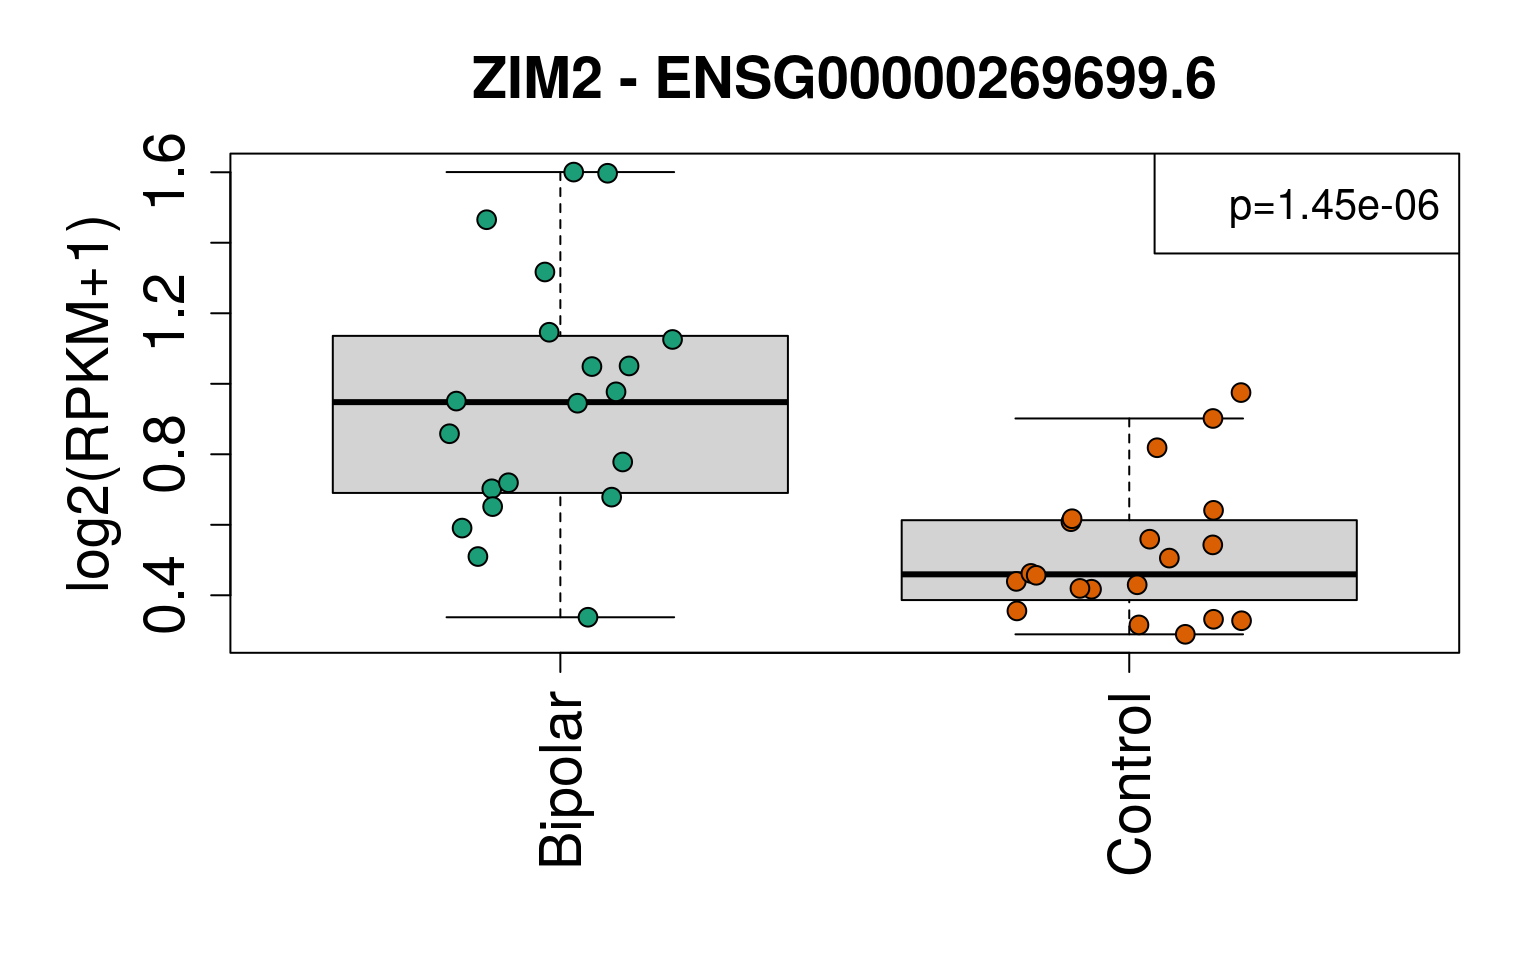 ZIM2 - ENSG00000269699.6
p=1.45e-06
log2(RPKM+1)
1.6
1.2
0.8
0.4
Bipolar
Control